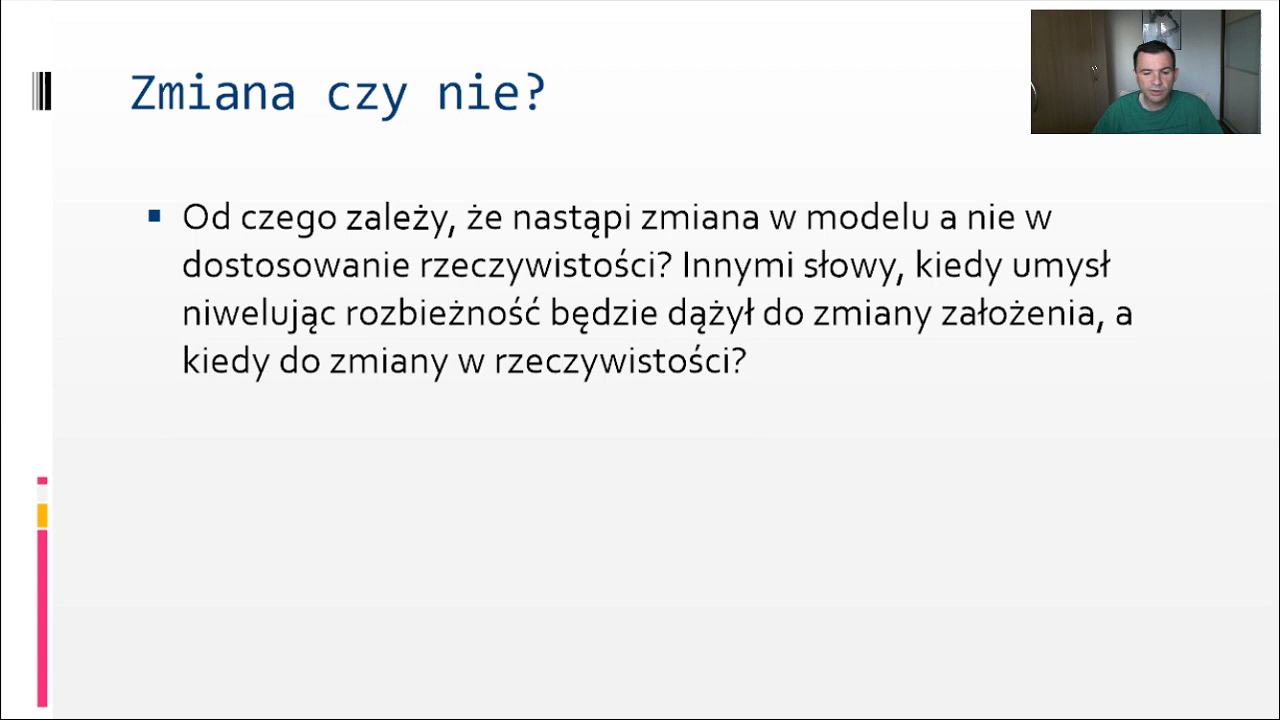 Zmiana czy nie?
Od czego zależy, że nastąpi zmiana w modelu a nie w
dostosowanie rzeczywistości? Innymi słowy, kiedy umysł
niwelując rozbieżność będzie dążył do zmiany założenia, a
kiedy do zmiany w rzeczywistości?